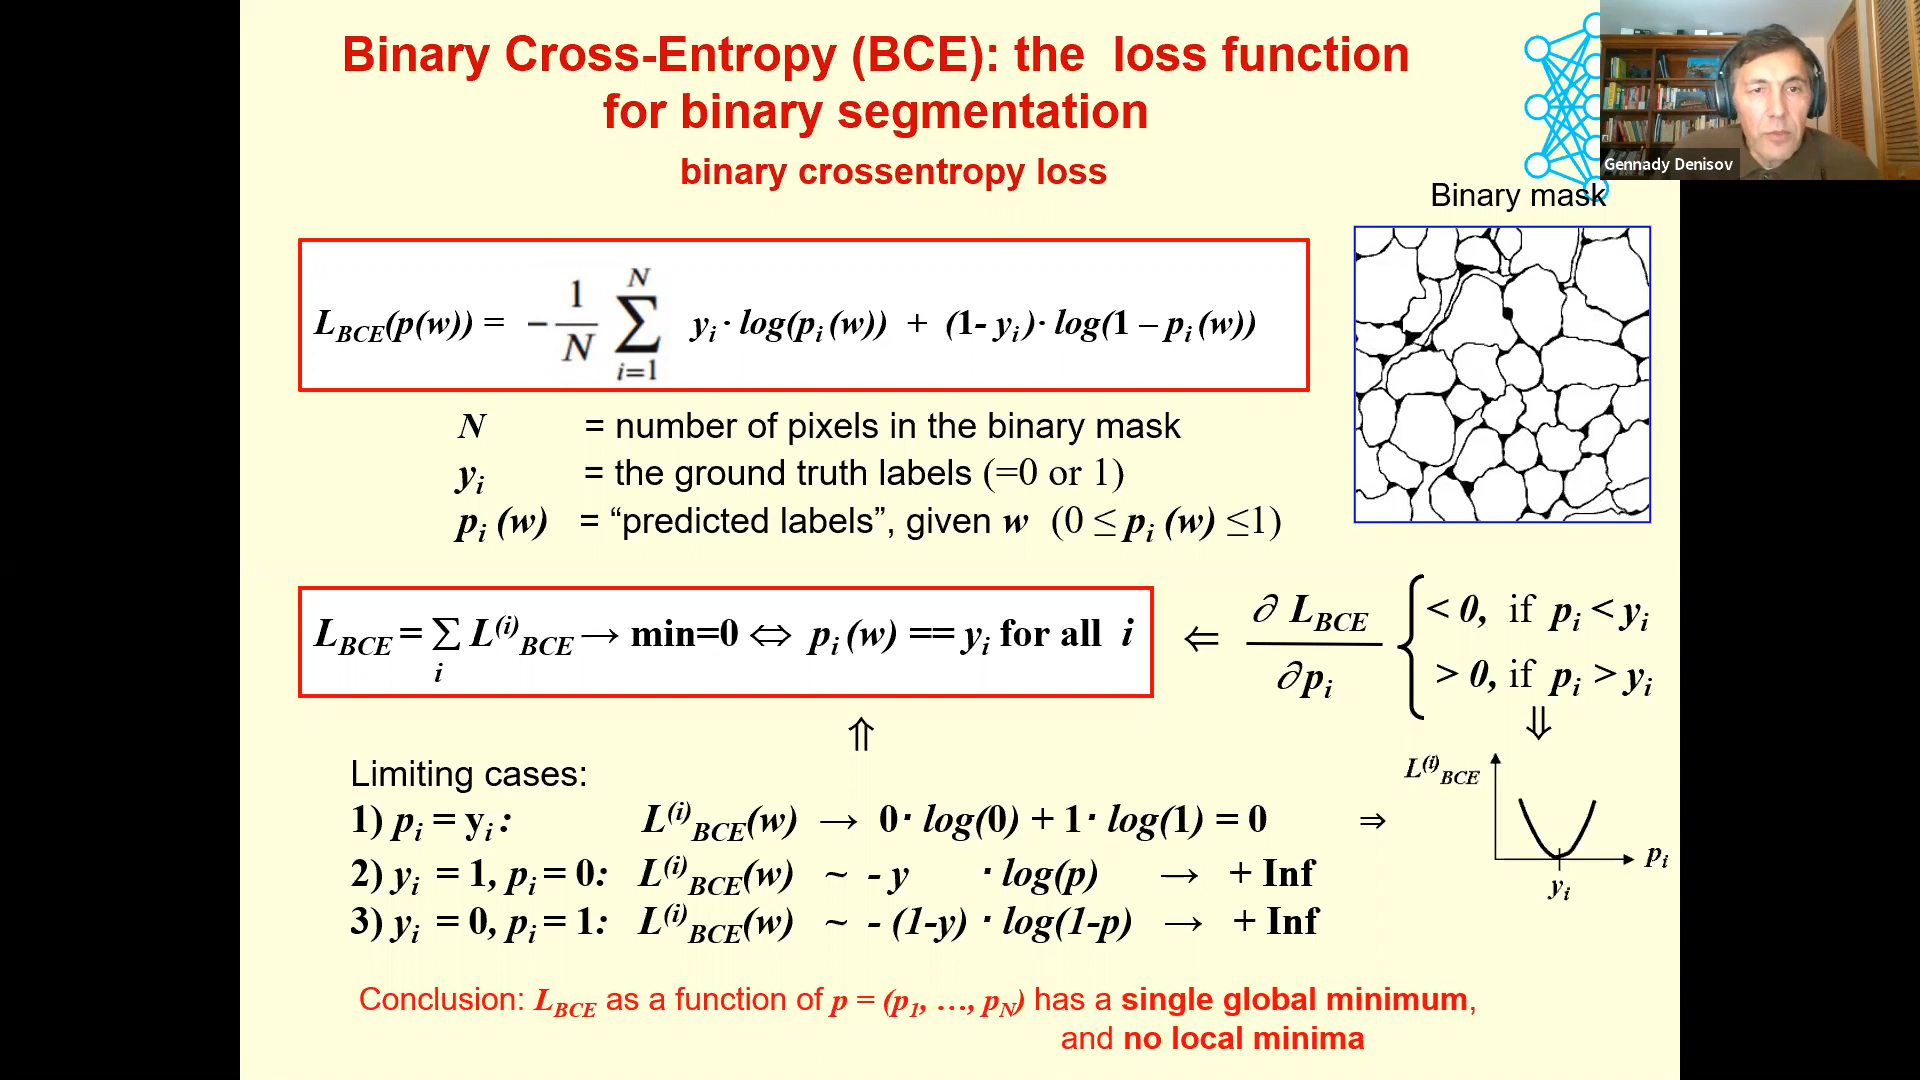 Binary Cross-Entropy (BCE): the loss function
for binary segmentation
binary crossentropy loss
Gennady Denisov
Binary mask
L_BCE(p(w)) = -1/N ∑_{i=1}^{N} y_i · log(p_i (w)) + (1- y_i )· log(1 – p_i (w))
N = number of pixels in the binary mask
y_i = the ground truth labels (=0 or 1)
p_i (w) = “predicted labels”, given w (0 ≤ p_i (w) ≤1)
L_BCE = ∑_i L^(i)_BCE → min=0 ⇔ p_i (w) == y_i for all i ⇐ ∂ L_BCE / ∂ p_i { < 0, if p_i < y_i
> 0, if p_i > y_i
⇓
⇑
Limiting cases:
1) p_i = y_i : L^(i)_BCE(w) → 0· log(0) + 1· log(1) = 0 ⇒
2) y_i = 1, p_i = 0: L^(i)_BCE(w) ~ - y · log(p) → + Inf
3) y_i = 0, p_i = 1: L^(i)_BCE(w) ~ - (1-y) · log(1-p) → + Inf
L^(i)_BCE
p_i
y_i
Conclusion: L_BCE as a function of p = (p_1, …, p_N) has a single global minimum,
and no local minima